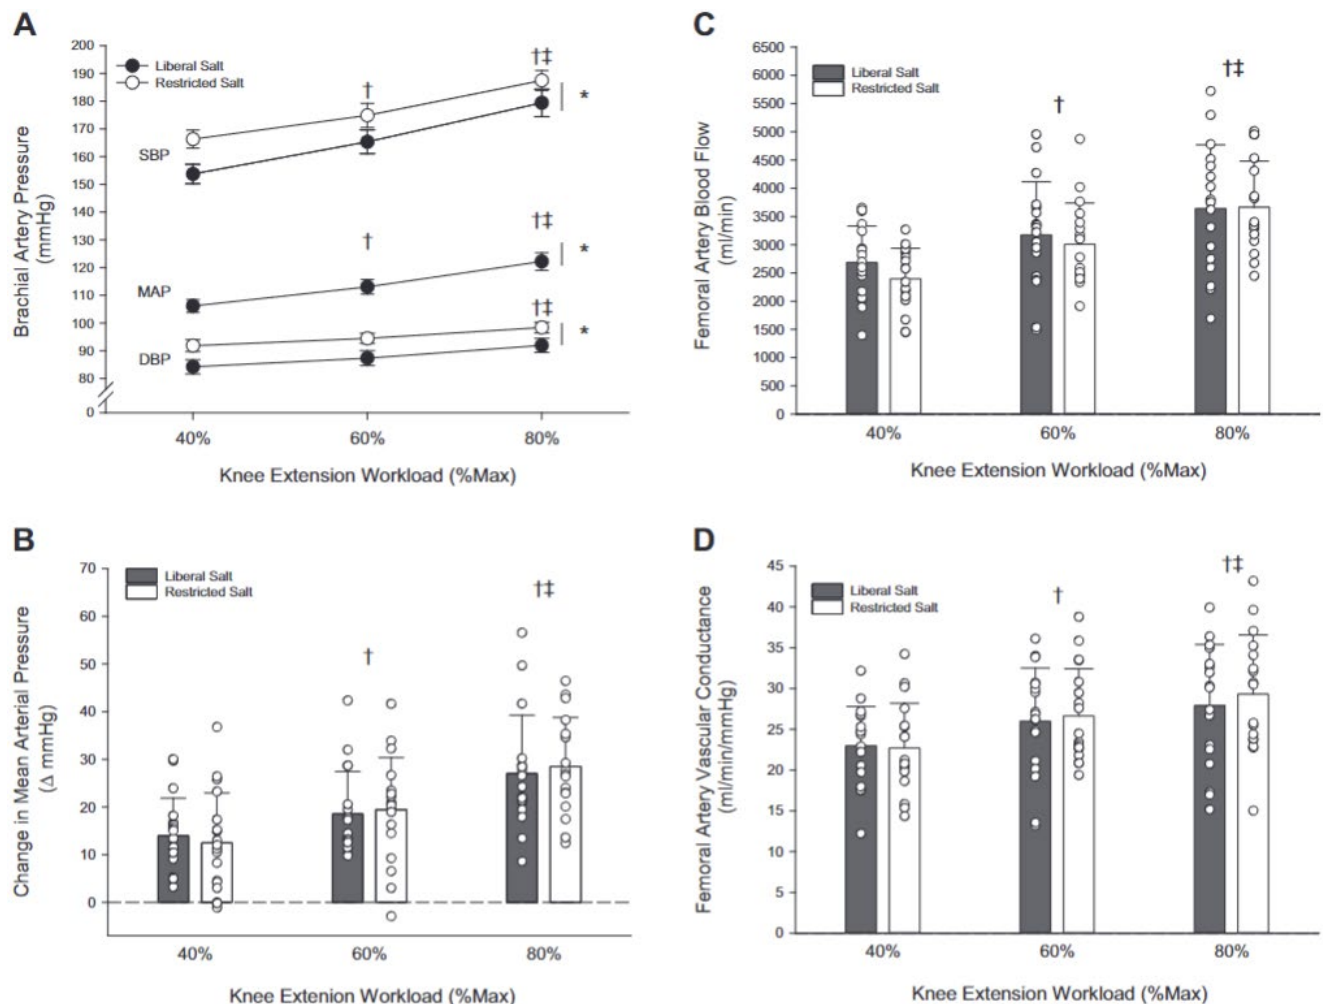 A
200
190
180
170
160
150
140
130
120
110
100
90
80
0
Brachial Artery Pressure
(mmHg)
Liberal Salt
Restricted Salt
SBP
MAP
DBP
†
†‡
*
†
†‡
*
†‡
*
40%
60%
80%
Knee Extension Workload (%Max)
C
6500
6000
5500
5000
4500
4000
3500
3000
2500
2000
1500
1000
500
0
Femoral Artery Blood Flow
(ml/min)
Liberal Salt
Restricted Salt
†
†‡
40%
60%
80%
Knee Extension Workload (%Max)
B
70
60
50
40
30
20
10
0
Change in Mean Arterial Pressure
(Δ mmHg)
Liberal Salt
Restricted Salt
†
†‡
40%
60%
80%
Knee Extenion Workload (%Max)
D
45
40
35
30
25
20
15
10
5
0
Femoral Artery Vascular Conductance
(ml/min/mmHg)
Liberal Salt
Restricted Salt
†
†‡
40%
60%
80%
Knee Extenion Workload (%Max)